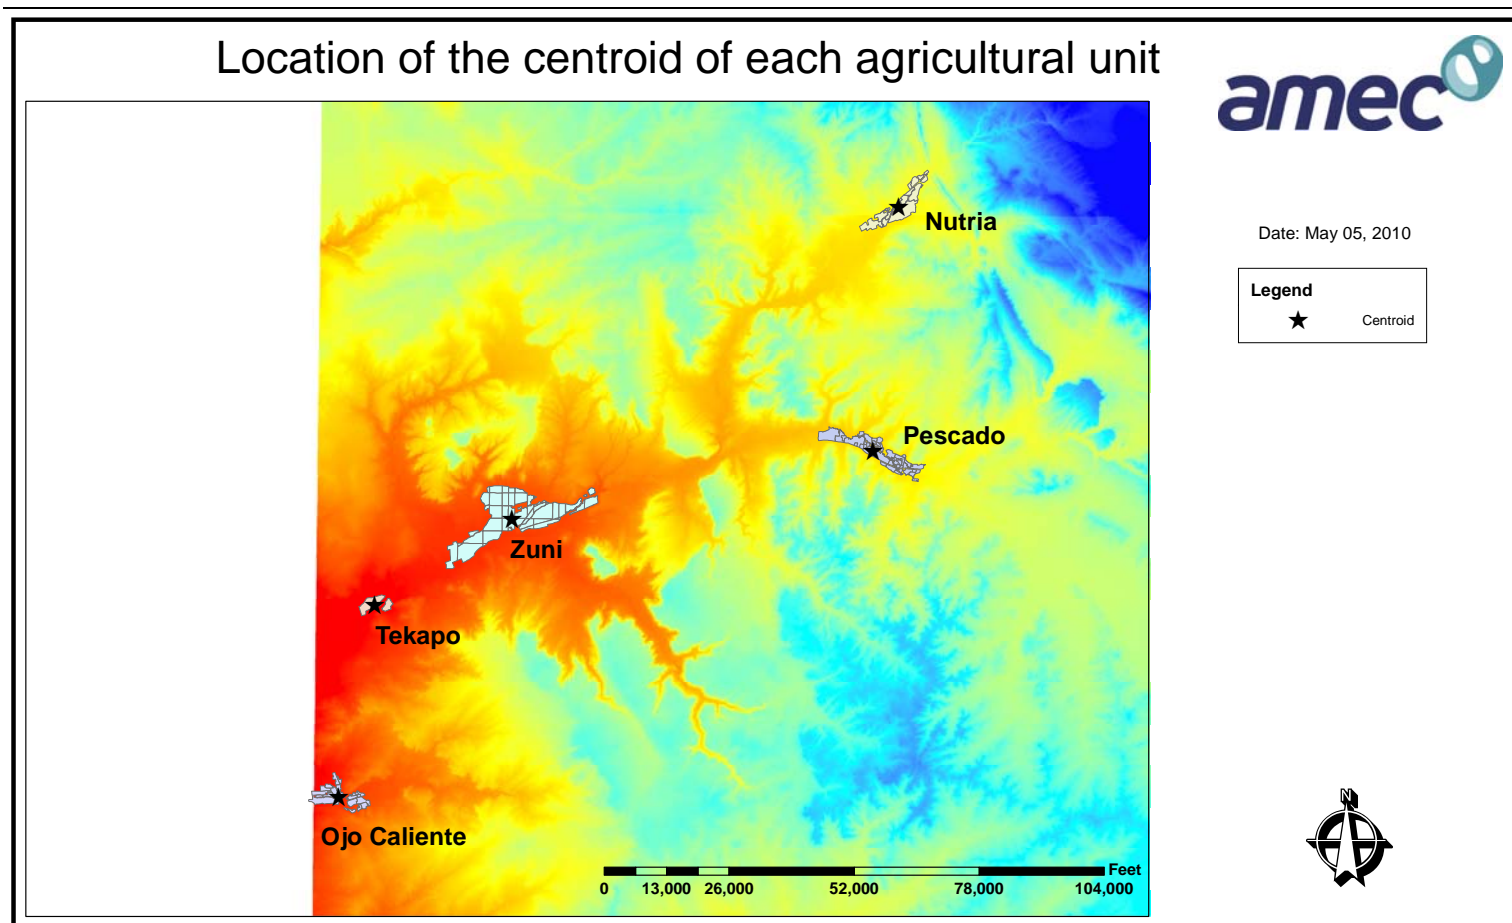 Location of the centroid of each agricultural unit
amec
Nutria
Date: May 05, 2010
Legend
Centroid
Pescado
Zuni
Tekapo
Ojo Caliente
N
Feet
0 13,000 26,000 52,000 78,000 104,000